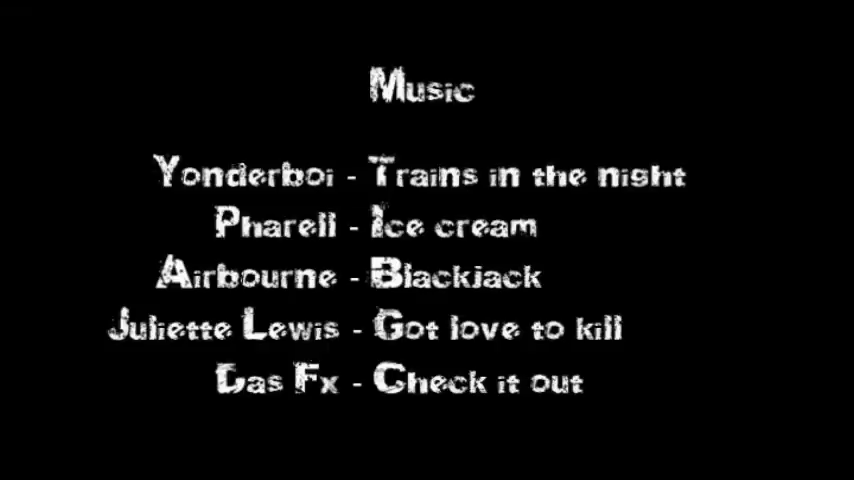 Music
Yonderboi - Trains in the night
Pharell - Ice cream
Airbourne - Blackjack
Juliette Lewis - Got love to kill
Das Fx - Check it out